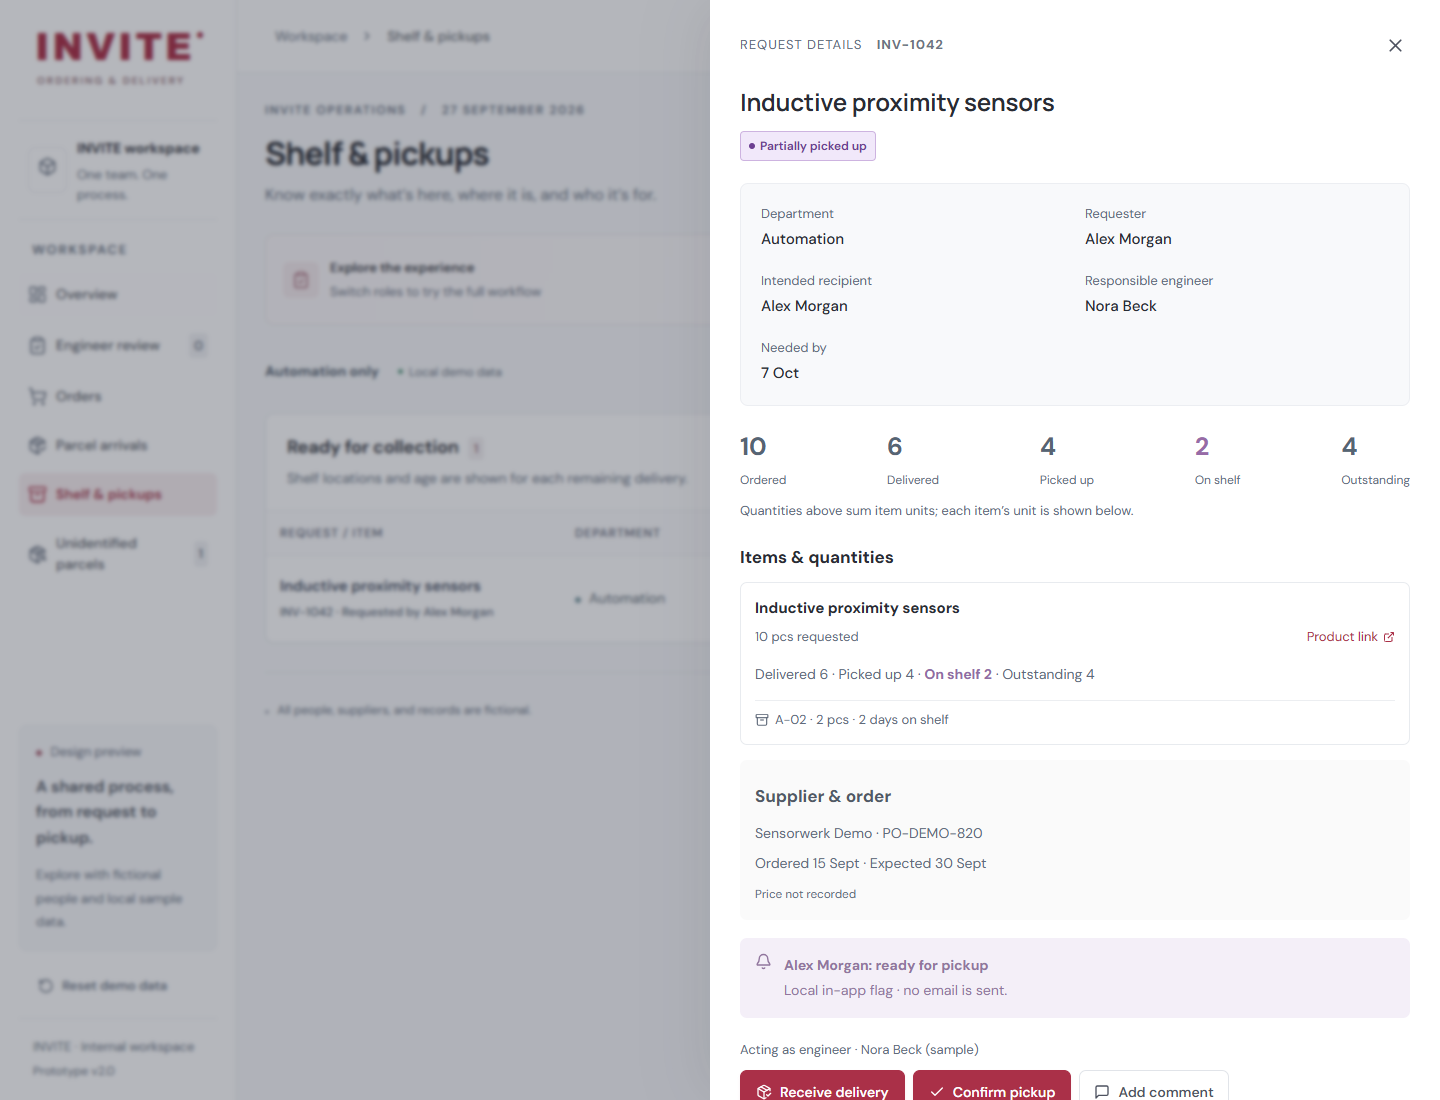 INVITE
ORDERING & DELIVERY
INVITE workspace
One team. One
process.
WORKSPACE
Overview
Engineer review 0
Orders
Parcel arrivals
Shelf & pickups
Unidentified
parcels 1
Design preview
A shared process,
from request to
pickup.
Explore with fictional
people and local sample
data.
Reset demo data
INVITE · Internal workspace
Prototype v2.0
Workspace > Shelf & pickups
INVITE OPERATIONS / 27 SEPTEMBER 2026
Shelf & pickups
Know exactly what's here, where it is, and who it's for.
Explore the experience
Switch roles to try the full workflow
Automation only • Local demo data
Ready for collection 1
Shelf locations and age are shown for each remaining delivery.
REQUEST / ITEM DEPARTMENT
Inductive proximity sensors
INV-1042 · Requested by Alex Morgan
Automation
All people, suppliers, and records are fictional.
REQUEST DETAILS INV-1042
Inductive proximity sensors
Partially picked up
Department Requester
Automation Alex Morgan
Intended recipient Responsible engineer
Alex Morgan Nora Beck
Needed by
7 Oct
10 6 4 2 4
Ordered Delivered Picked up On shelf Outstanding
Quantities above sum item units; each item's unit is shown below.
Items & quantities
Inductive proximity sensors
10 pcs requested Product link
Delivered 6 · Picked up 4 · On shelf 2 · Outstanding 4
A-02 · 2 pcs · 2 days on shelf
Supplier & order
Sensorwerk Demo · PO-DEMO-820
Ordered 15 Sept · Expected 30 Sept
Price not recorded
Alex Morgan: ready for pickup
Local in-app flag · no email is sent.
Acting as engineer · Nora Beck (sample)
Receive delivery Confirm pickup Add comment